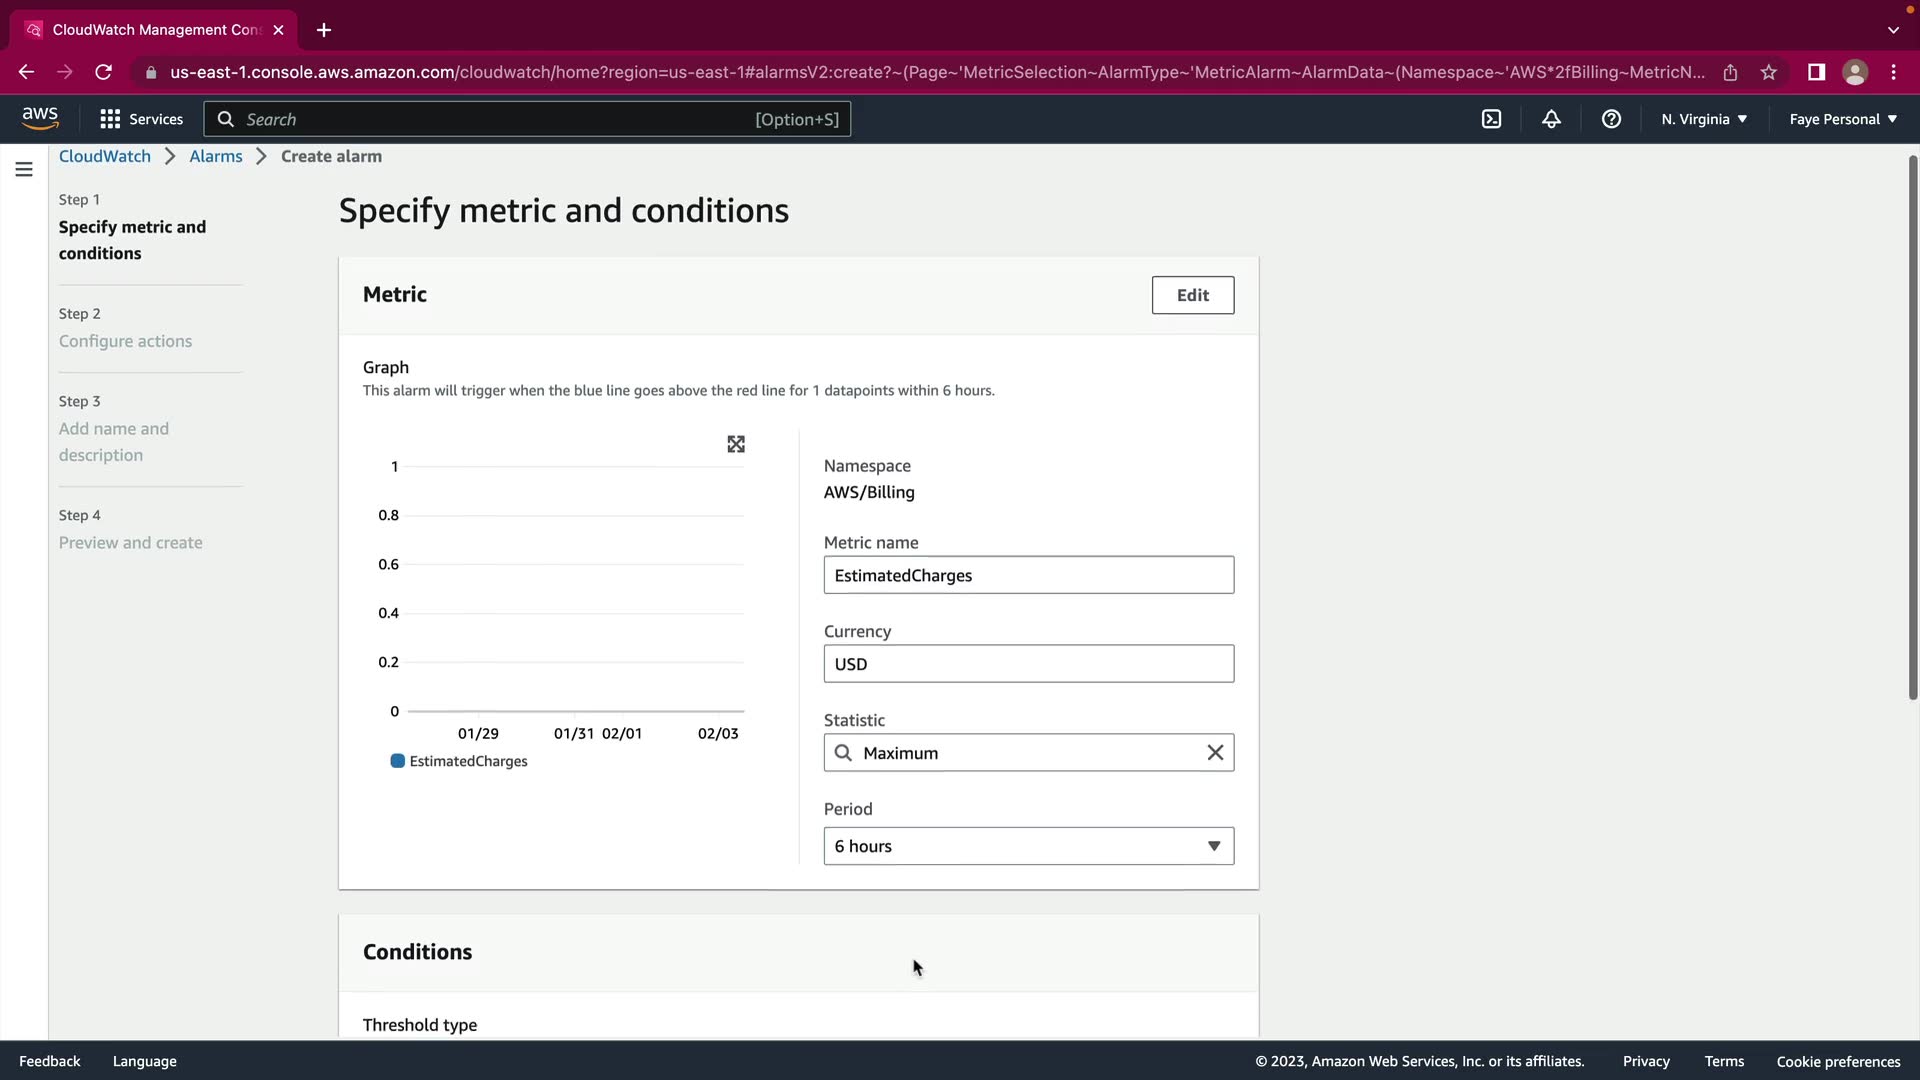 CloudWatch Management Con
us-east-1.console.aws.amazon.com/cloudwatch/home?region=us-east-1#alarmsV2:create?~(Page~'MetricSelection~AlarmType~'MetricAlarm~AlarmData~(Namespace~'AWS*2fBilling~MetricN...
aws
Services
Search
[Option+S]
N. Virginia
Faye Personal
CloudWatch
Alarms
Create alarm
Step 1
Specify metric and
conditions
Step 2
Configure actions
Step 3
Add name and
description
Step 4
Preview and create
Specify metric and conditions
Metric
Edit
Graph
This alarm will trigger when the blue line goes above the red line for 1 datapoints within 6 hours.
1
0.8
0.6
0.4
0.2
0
01/29
01/31
02/01
02/03
EstimatedCharges
Namespace
AWS/Billing
Metric name
EstimatedCharges
Currency
USD
Statistic
Maximum
Period
6 hours
Conditions
Threshold type
Feedback
Language
© 2023, Amazon Web Services, Inc. or its affiliates.
Privacy
Terms
Cookie preferences